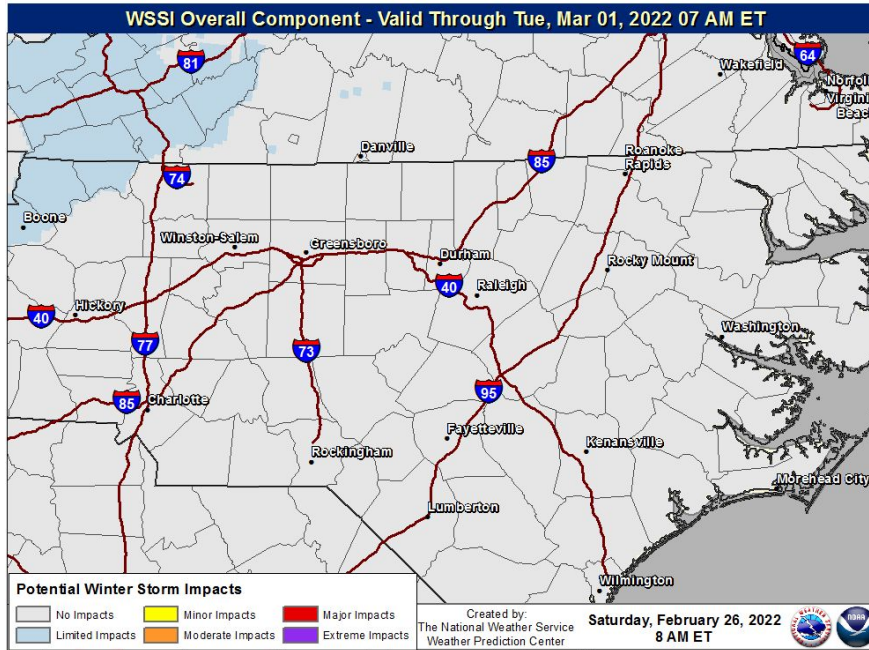 WSSI Overall Component - Valid Through Tue, Mar 01, 2022 07 AM ET
81
64
Wakefield
Norfolk
Virginia
Beach
Danville
85
Roanoke
Rapids
74
Boone
Winston-Salem
Greensboro
Durham
Rocky Mount
40
Raleigh
Hickory
40
Washington
77
73
85
Charlotte
95
Fayetteville
Kenansville
Rockingham
Morehead City
Lumberton
Wilmington
Potential Winter Storm Impacts
No Impacts
Minor Impacts
Major Impacts
Limited Impacts
Moderate Impacts
Extreme Impacts
Created by:
The National Weather Service
Weather Prediction Center
Saturday, February 26, 2022
8 AM ET
NOAA